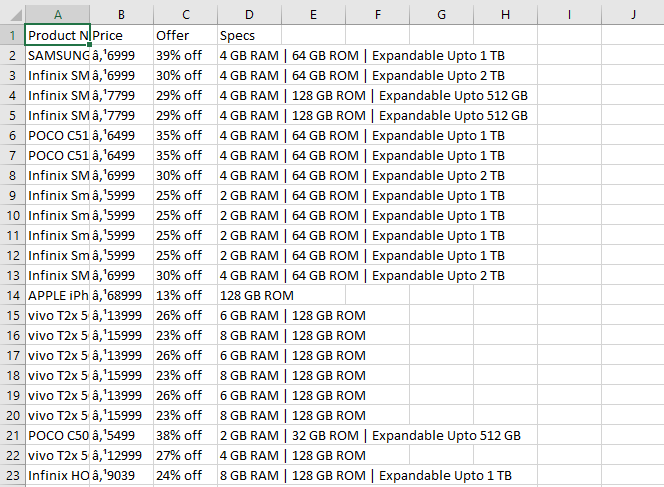 A B C D E F G H I J
1 Product N Price Offer Specs
2 SAMSUNG â‚¹6999 39% off 4 GB RAM | 64 GB ROM | Expandable Upto 1 TB
3 Infinix SM â‚¹6999 30% off 4 GB RAM | 64 GB ROM | Expandable Upto 2 TB
4 Infinix SM â‚¹7799 29% off 4 GB RAM | 128 GB ROM | Expandable Upto 512 GB
5 Infinix SM â‚¹7799 29% off 4 GB RAM | 128 GB ROM | Expandable Upto 512 GB
6 POCO C51 â‚¹6499 35% off 4 GB RAM | 64 GB ROM | Expandable Upto 1 TB
7 POCO C51 â‚¹6499 35% off 4 GB RAM | 64 GB ROM | Expandable Upto 1 TB
8 Infinix SM â‚¹6999 30% off 4 GB RAM | 64 GB ROM | Expandable Upto 2 TB
9 Infinix Sm â‚¹5999 25% off 2 GB RAM | 64 GB ROM | Expandable Upto 1 TB
10 Infinix Sm â‚¹5999 25% off 2 GB RAM | 64 GB ROM | Expandable Upto 1 TB
11 Infinix Sm â‚¹5999 25% off 2 GB RAM | 64 GB ROM | Expandable Upto 1 TB
12 Infinix Sm â‚¹5999 25% off 2 GB RAM | 64 GB ROM | Expandable Upto 1 TB
13 Infinix SM â‚¹6999 30% off 4 GB RAM | 64 GB ROM | Expandable Upto 2 TB
14 APPLE iPh â‚¹68999 13% off 128 GB ROM
15 vivo T2x 5 â‚¹13999 26% off 6 GB RAM | 128 GB ROM
16 vivo T2x 5 â‚¹15999 23% off 8 GB RAM | 128 GB ROM
17 vivo T2x 5 â‚¹13999 26% off 6 GB RAM | 128 GB ROM
18 vivo T2x 5 â‚¹15999 23% off 8 GB RAM | 128 GB ROM
19 vivo T2x 5 â‚¹13999 26% off 6 GB RAM | 128 GB ROM
20 vivo T2x 5 â‚¹15999 23% off 8 GB RAM | 128 GB ROM
21 POCO C50 â‚¹5499 38% off 2 GB RAM | 32 GB ROM | Expandable Upto 512 GB
22 vivo T2x 5 â‚¹12999 27% off 4 GB RAM | 128 GB ROM
23 Infinix HO â‚¹9039 24% off 8 GB RAM | 128 GB ROM | Expandable Upto 1 TB